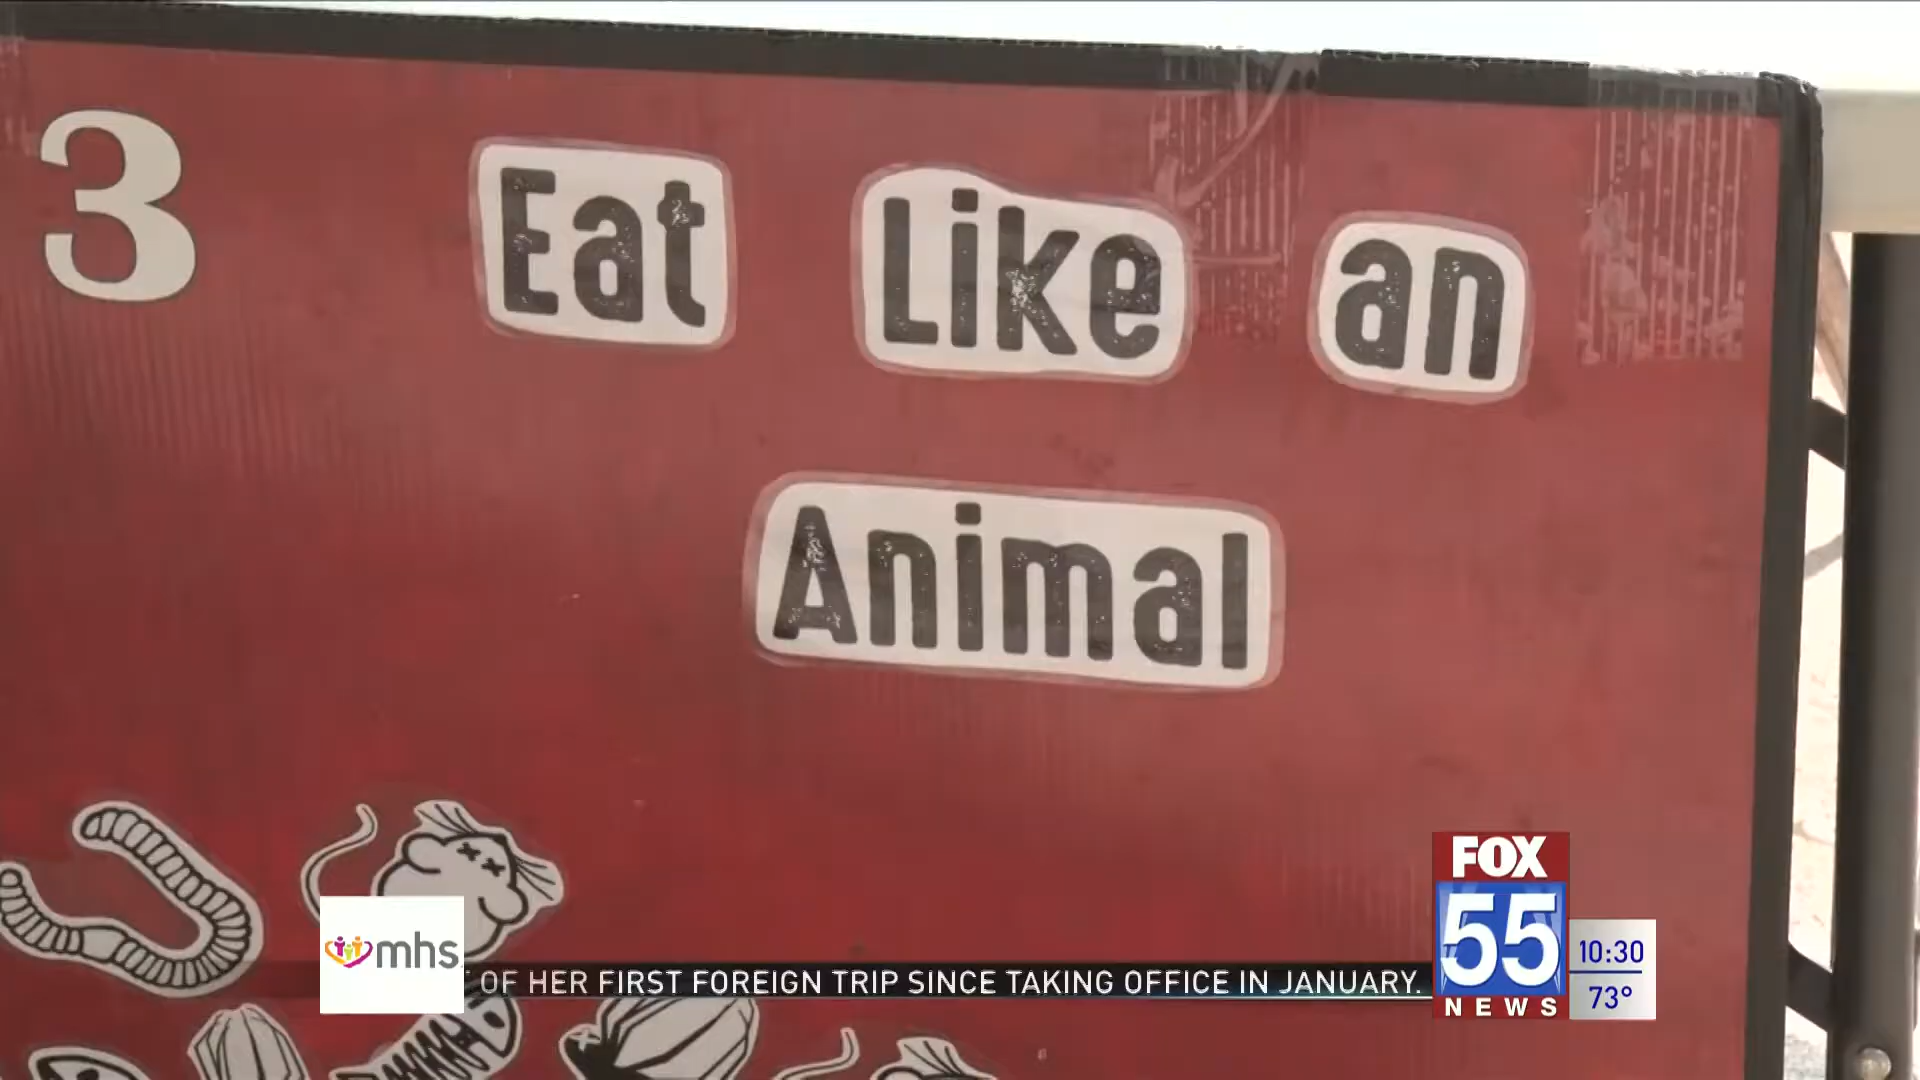 3 Eat Like an
Animal
mhs
OF HER FIRST FOREIGN TRIP SINCE TAKING OFFICE IN JANUARY.
FOX
55
NEWS
10:30
73°